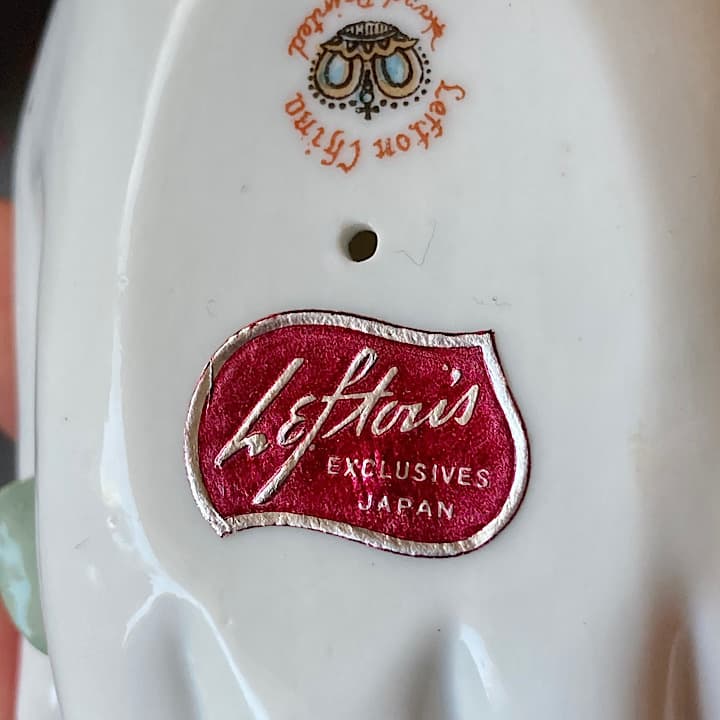 Hand Painted
Lefton China
Lefton's
EXCLUSIVES
JAPAN